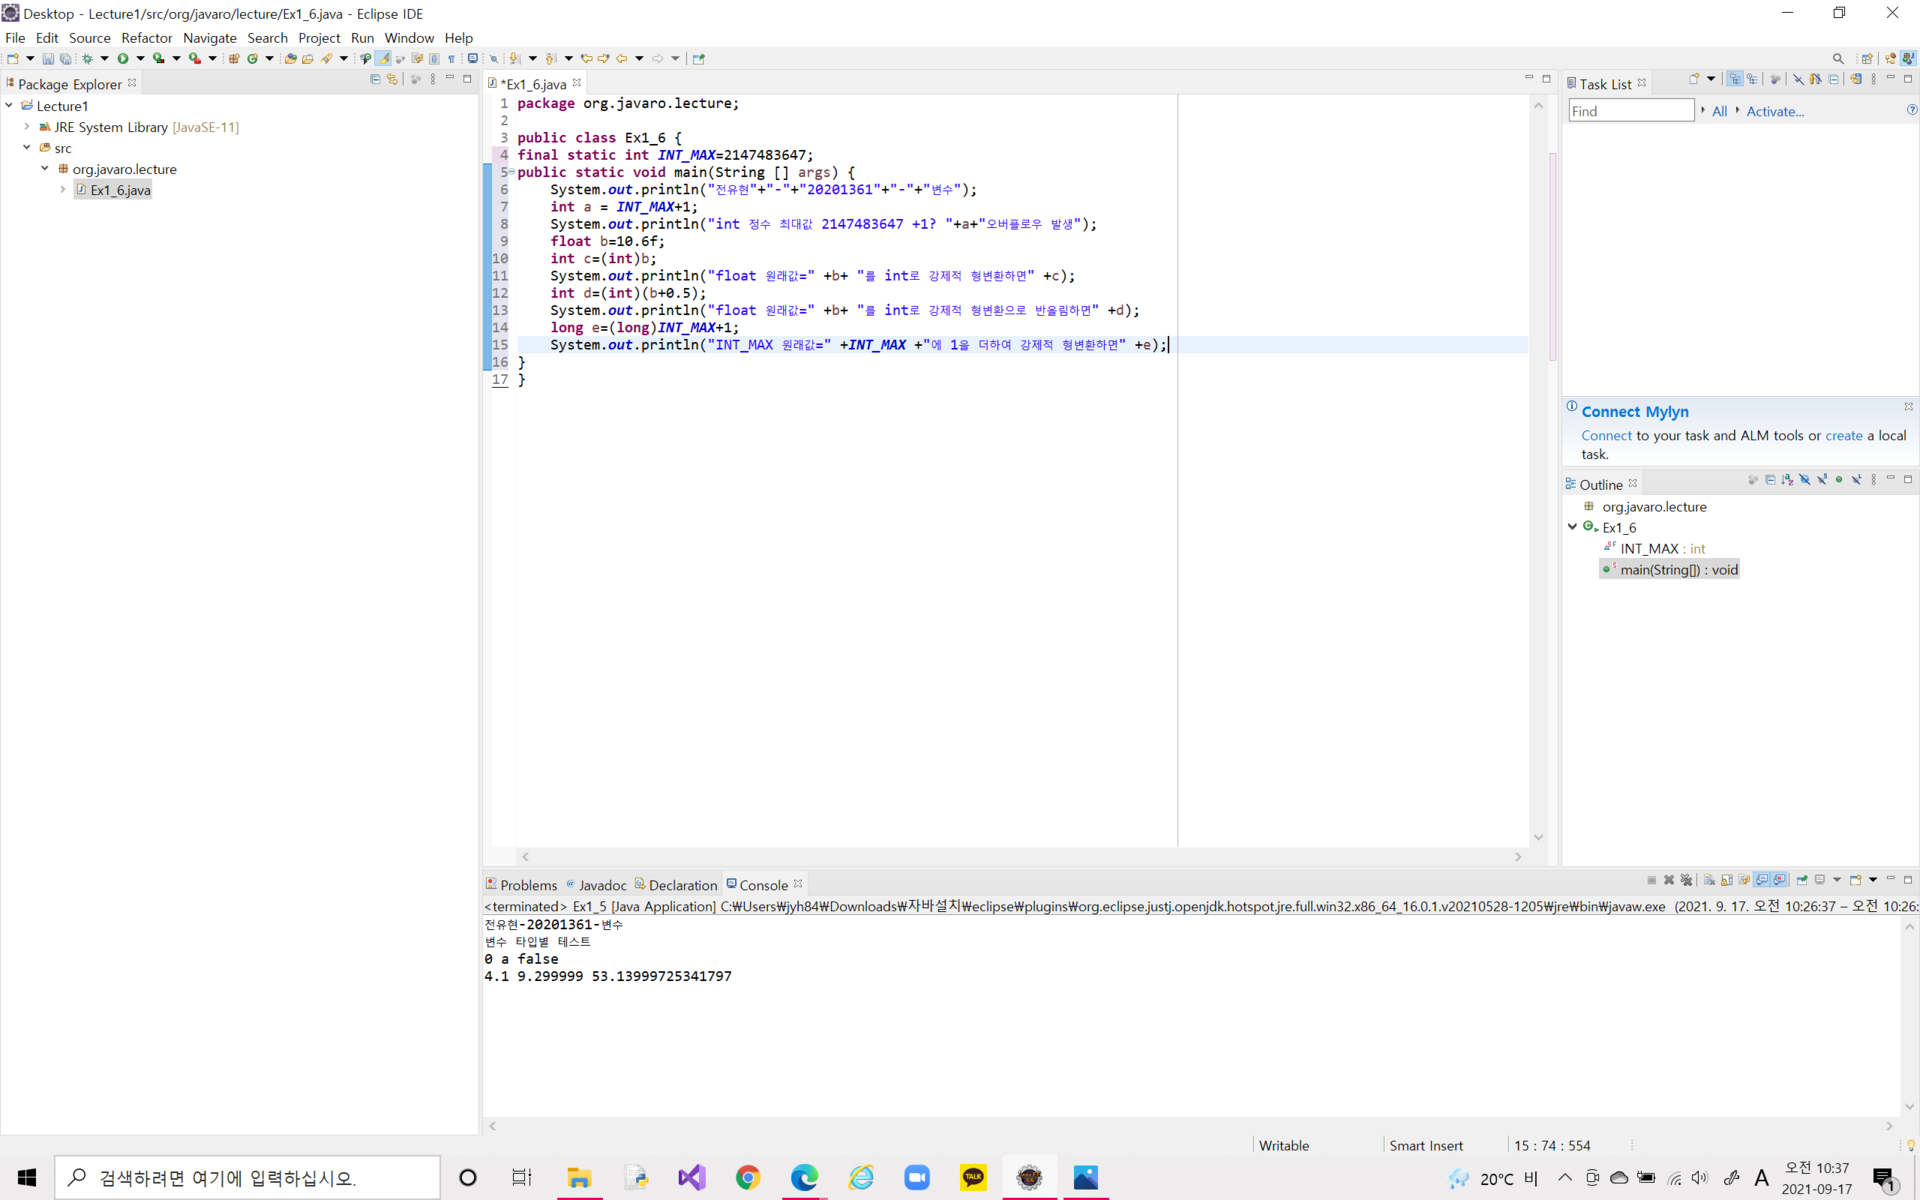 Desktop - Lecture1/src/org/javaro/lecture/Ex1_6.java - Eclipse IDE
File Edit Source Refactor Navigate Search Project Run Window Help
Package Explorer
Lecture1
JRE System Library [JavaSE-11]
src
org.javaro.lecture
Ex1_6.java
*Ex1_6.java
1 package org.javaro.lecture;
2
3 public class Ex1_6 {
4 final static int INT_MAX=2147483647;
5 public static void main(String [] args) {
6 System.out.println("전유현"+"-"+"20201361"+"-"+"변수");
7 int a = INT_MAX+1;
8 System.out.println("int 정수 최대값 2147483647 +1? "+a+"오버플로우 발생");
9 float b=10.6f;
10 int c=(int)b;
11 System.out.println("float 원래값=" +b+ "를 int로 강제적 형변환하면" +c);
12 int d=(int)(b+0.5);
13 System.out.println("float 원래값=" +b+ "를 int로 강제적 형변환으로 반올림하면" +d);
14 long e=(long)INT_MAX+1;
15 System.out.println("INT_MAX 원래값=" +INT_MAX +"에 1을 더하여 강제적 형변환하면" +e);
16 }
17 }
Task List
Find All Activate...
Connect Mylyn
Connect to your task and ALM tools or create a local
task.
Outline
org.javaro.lecture
Ex1_6
INT_MAX : int
main(String[]) : void
Problems Javadoc Declaration Console
<terminated> Ex1_5 [Java Application] C:₩Users₩jyh84₩Downloads₩자바설치₩eclipse₩plugins₩org.eclipse.justj.openjdk.hotspot.jre.full.win32.x86_64_16.0.1.v20210528-1205₩jre₩bin₩javaw.exe (2021. 9. 17. 오전 10:26:37 – 오전 10:26:
전유현-20201361-변수
변수 타입별 테스트
0 a false
4.1 9.299999 53.13999725341797
Writable Smart Insert 15 : 74 : 554
검색하려면 여기에 입력하십시오.
TALK
20°C 비
A
오전 10:37
2021-09-17
1